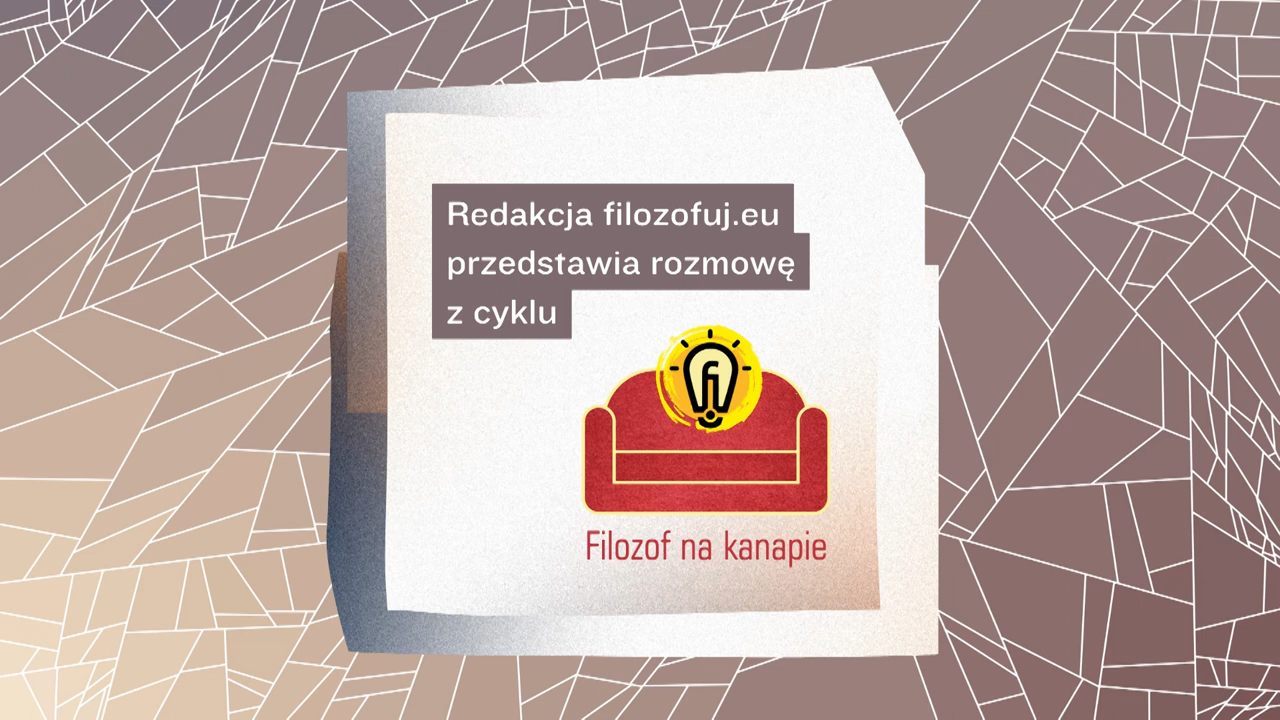 Redakcja filozofuj.eu
przedstawia rozmowę
z cyklu
Filozof na kanapie